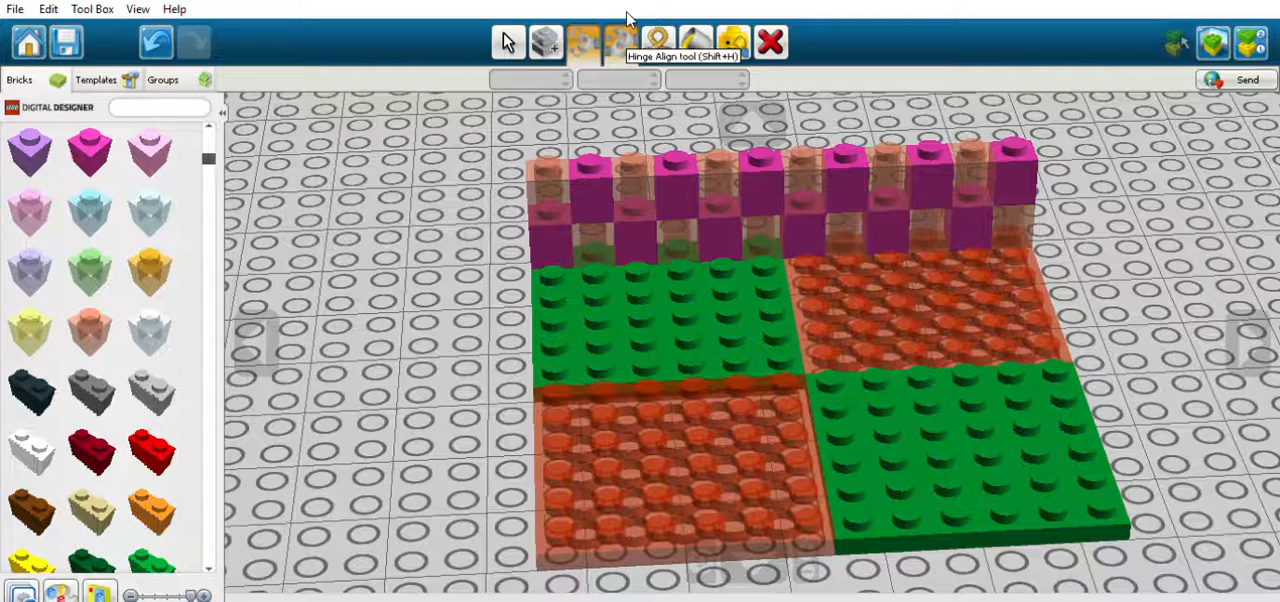 File Edit Tool Box View Help
Hinge Align tool (Shift+H)
Bricks Templates Groups
Send
LEGO DIGITAL DESIGNER